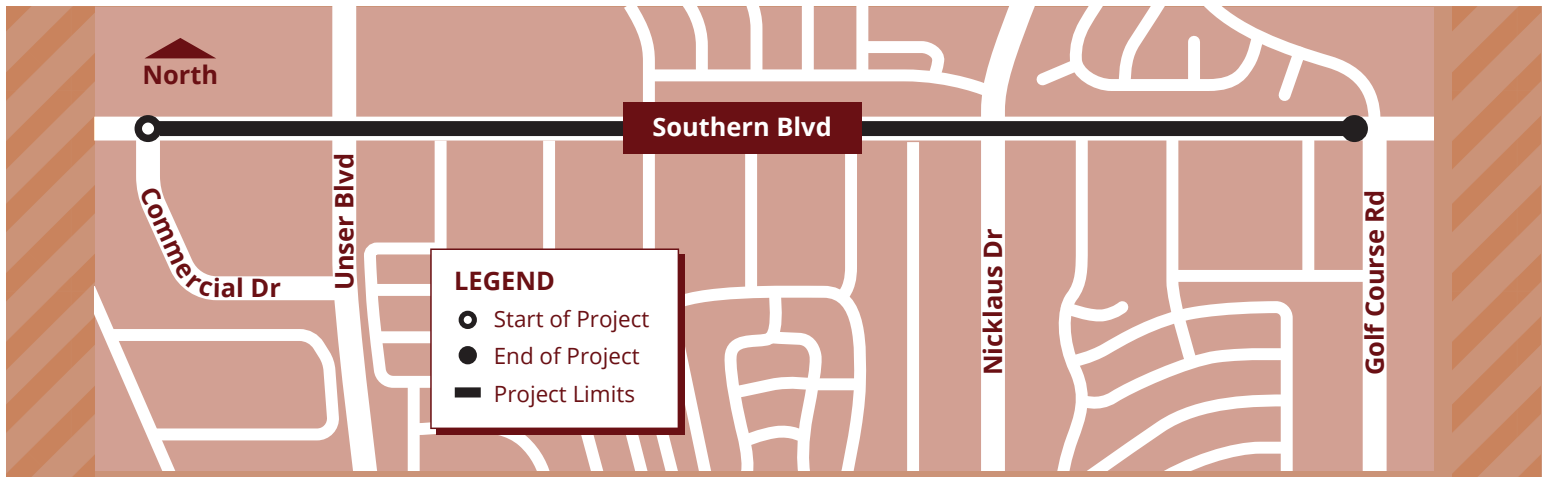 North
Southern Blvd
Commercial Dr
Unser Blvd
Nicklaus Dr
Golf Course Rd
LEGEND
Start of Project
End of Project
Project Limits